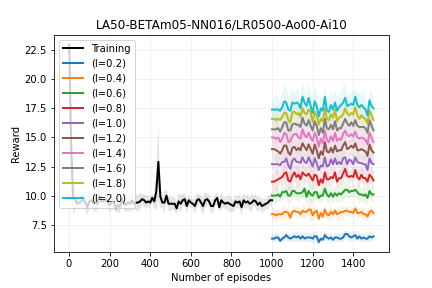 LA50-BETAm05-NN016/LR0500-Ao00-Ai10
Reward
22.5
20.0
17.5
15.0
12.5
10.0
7.5
Training
(l=0.2)
(l=0.4)
(l=0.6)
(l=0.8)
(l=1.0)
(l=1.2)
(l=1.4)
(l=1.6)
(l=1.8)
(l=2.0)
0 200 400 600 800 1000 1200 1400
Number of episodes